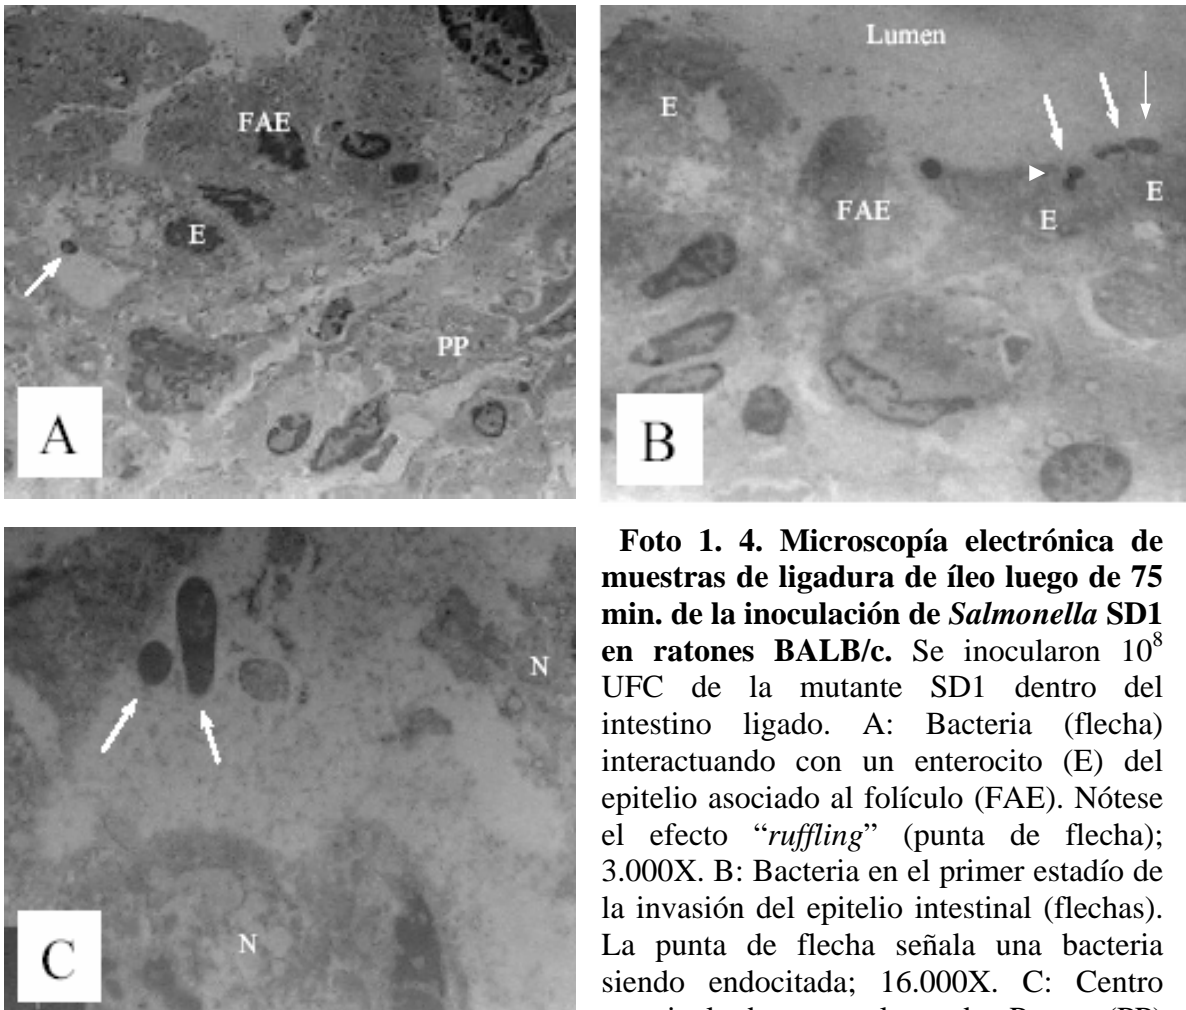 FAE
E
PP
A
Lumen
E
FAE
E
E
B
N
N
C
Foto 1. 4. Microscopía electrónica de
muestras de ligadura de íleo luego de 75
min. de la inoculación de Salmonella SD1
en ratones BALB/c. Se inocularon 10⁸
UFC de la mutante SD1 dentro del
intestino ligado. A: Bacteria (flecha)
interactuando con un enterocito (E) del
epitelio asociado al folículo (FAE). Nótese
el efecto “ruffling” (punta de flecha);
3.000X. B: Bacteria en el primer estadío de
la invasión del epitelio intestinal (flechas).
La punta de flecha señala una bacteria
siendo endocitada; 16.000X. C: Centro